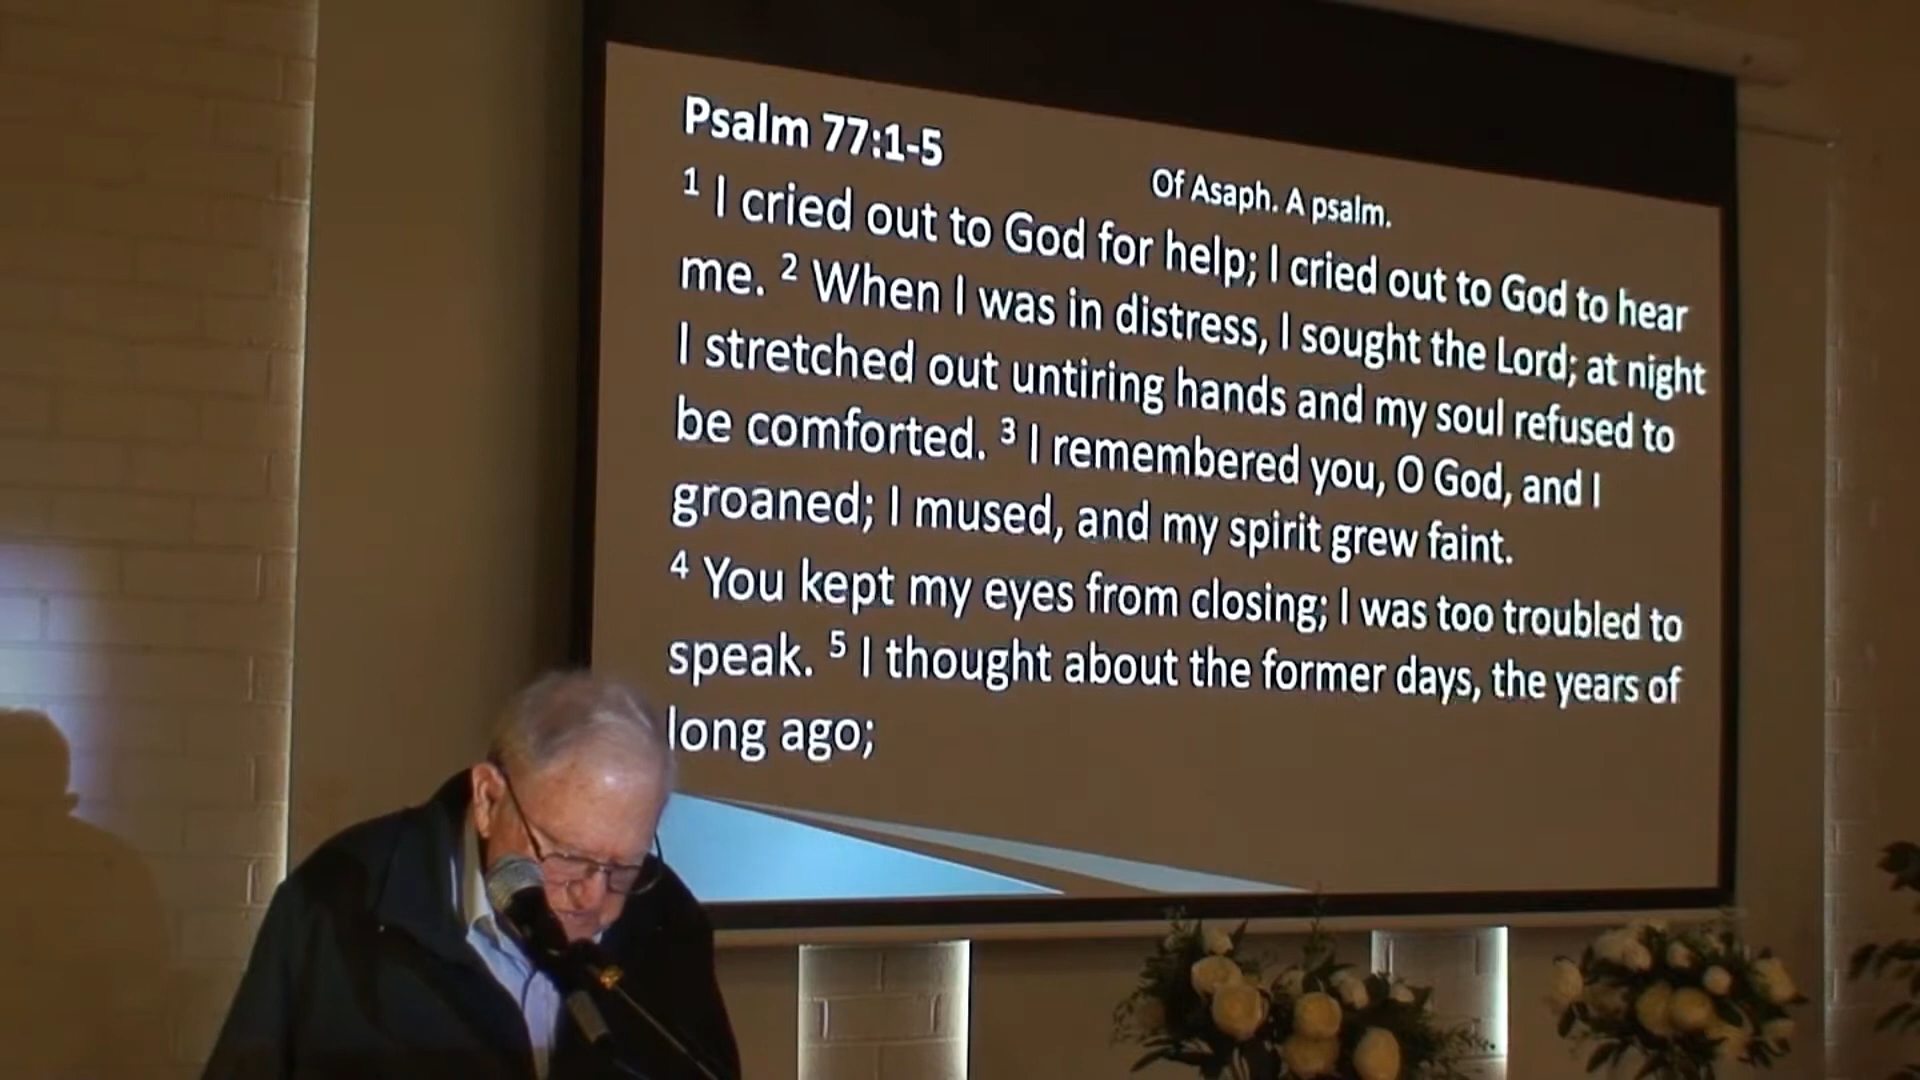 Psalm 77:1-5
Of Asaph. A psalm.
1 I cried out to God for help; I cried out to God to hear
me. 2 When I was in distress, I sought the Lord; at night
I stretched out untiring hands and my soul refused to
be comforted. 3 I remembered you, O God, and I
groaned; I mused, and my spirit grew faint.
4 You kept my eyes from closing; I was too troubled to
speak. 5 I thought about the former days, the years of
long ago;